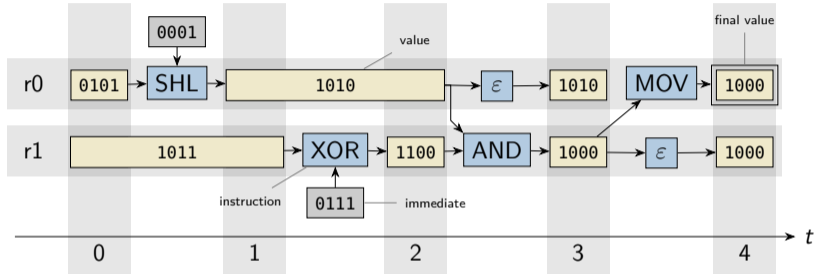 final value
0001
value
r0 0101 SHL 1010 ε 1010 MOV 1000
r1 1011 XOR 1100 AND 1000 ε 1000
instruction 0111 immediate
t
0 1 2 3 4